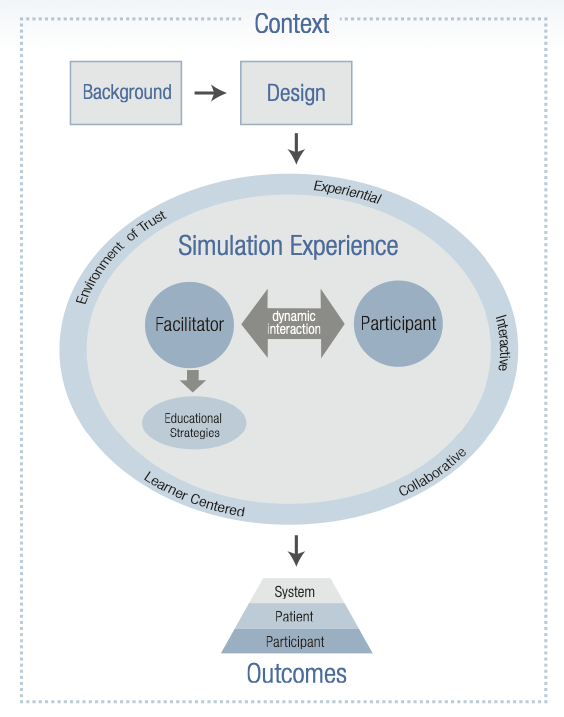 Context
Background
Design
Experiential
Environment of Trust
Simulation Experience
Facilitator
dynamic
interaction
Participant
Interactive
Educational
Strategies
Collaborative
Learner Centered
System
Patient
Participant
Outcomes